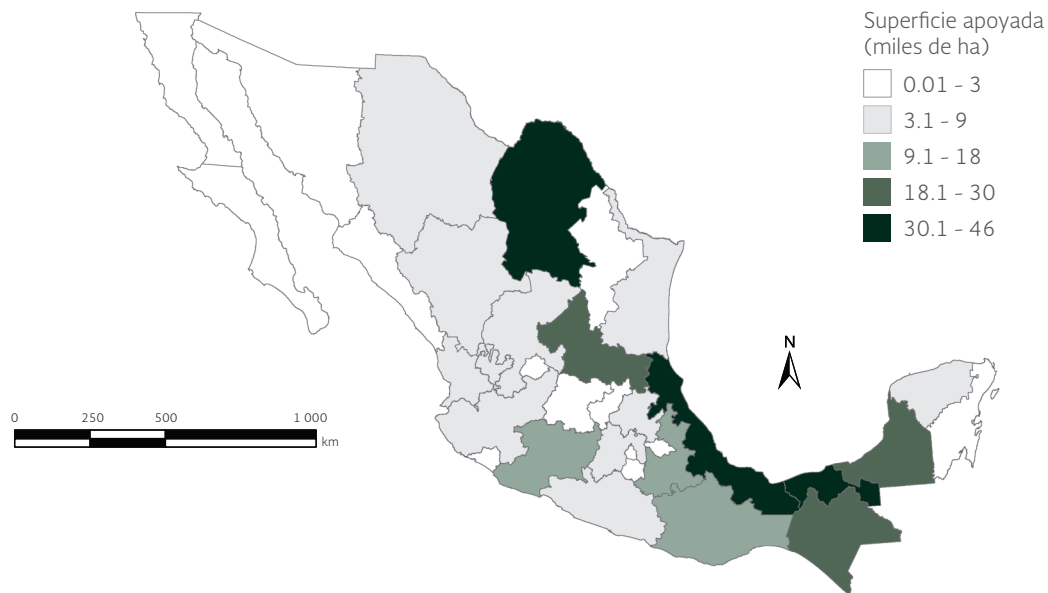 Superficie apoyada
(miles de ha)
0.01 - 3
3.1 - 9
9.1 - 18
18.1 - 30
30.1 - 46
N
0 250 500 1 000
km